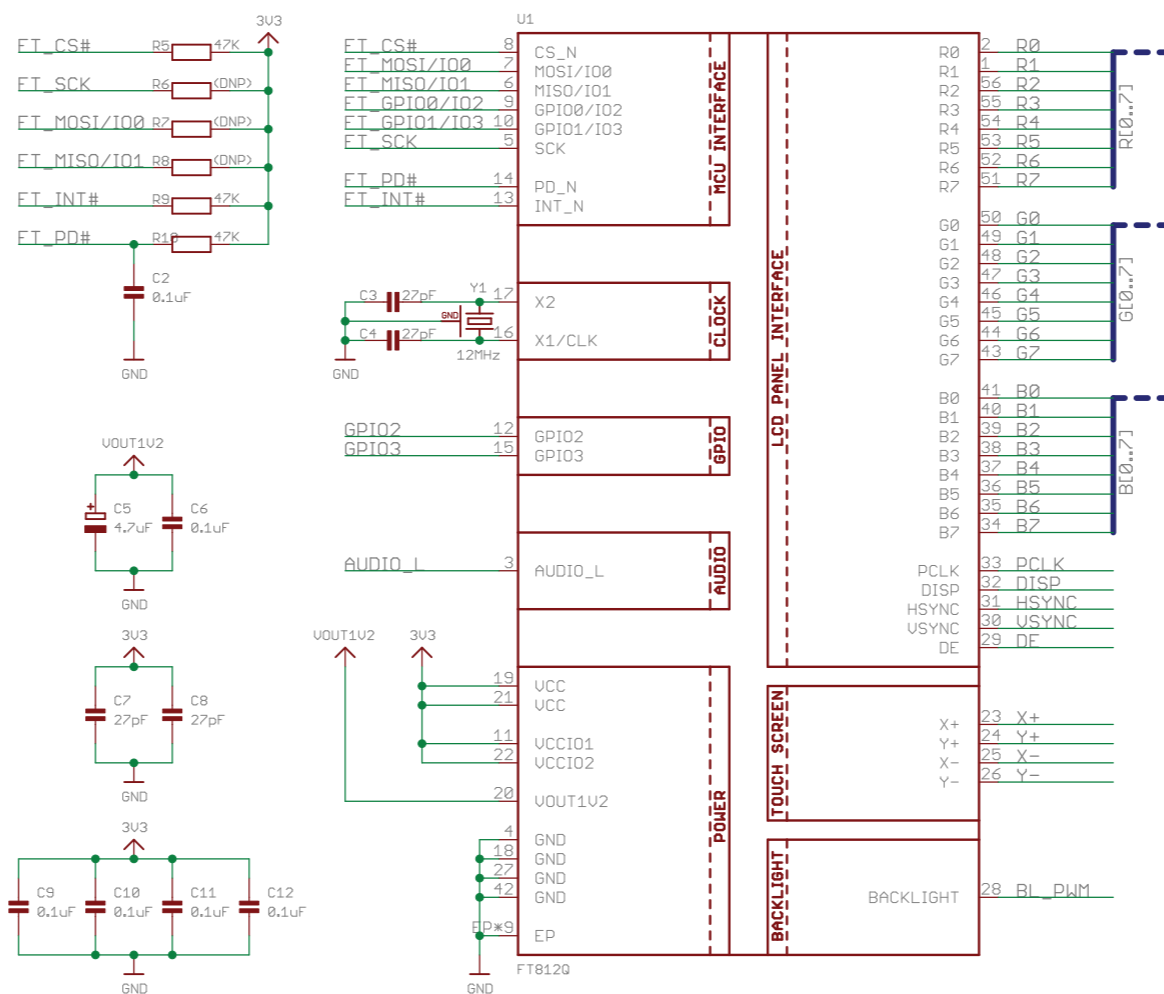 3V3
FT_CS# R5 47K
FT_SCK R6 (DNP)
FT_MOSI/IO0 R7 (DNP)
FT_MISO/IO1 R8 (DNP)
FT_INT# R9 47K
FT_PD# R10 47K
C2
0.1uF
GND
VOUT1V2
C5
4.7uF
C6
0.1uF
GND
3V3
C7
27pF
C8
27pF
GND
3V3
C9
0.1uF
C10
0.1uF
C11
0.1uF
C12
0.1uF
GND
U1
FT_CS# 8 CS_N
FT_MOSI/IO0 7 MOSI/IO0
FT_MISO/IO1 6 MISO/IO1
FT_GPIO0/IO2 9 GPIO0/IO2
FT_GPIO1/IO3 10 GPIO1/IO3
FT_SCK 5 SCK
FT_PD# 14 PD_N
FT_INT# 13 INT_N
MCU INTERFACE
C3 27pF Y1 17 X2
GND
C4 27pF 16 X1/CLK
12MHz
GND
CLOCK
GPIO2 12 GPIO2
GPIO3 15 GPIO3
GPIO
AUDIO_L 3 AUDIO_L
AUDIO
VOUT1V2 3V3
19 VCC
21 VCC
11 VCCIO1
22 VCCIO2
20 VOUT1V2
4 GND
18 GND
27 GND
42 GND
EP*9 EP
GND
POWER
FT812Q
LCD PANEL INTERFACE
R0 2 R0
R1 1 R1
R2 56 R2
R3 55 R3
R4 54 R4
R5 53 R5
R6 52 R6
R7 51 R7
R[0..7]
G0 50 G0
G1 49 G1
G2 48 G2
G3 47 G3
G4 46 G4
G5 45 G5
G6 44 G6
G7 43 G7
G[0..7]
B0 41 B0
B1 40 B1
B2 39 B2
B3 38 B3
B4 37 B4
B5 36 B5
B6 35 B6
B7 34 B7
B[0..7]
PCLK 33 PCLK
DISP 32 DISP
HSYNC 31 HSYNC
VSYNC 30 VSYNC
DE 29 DE
TOUCH SCREEN
X+ 23 X+
Y+ 24 Y+
X- 25 X-
Y- 26 Y-
BACKLIGHT
BACKLIGHT 28 BL_PWM